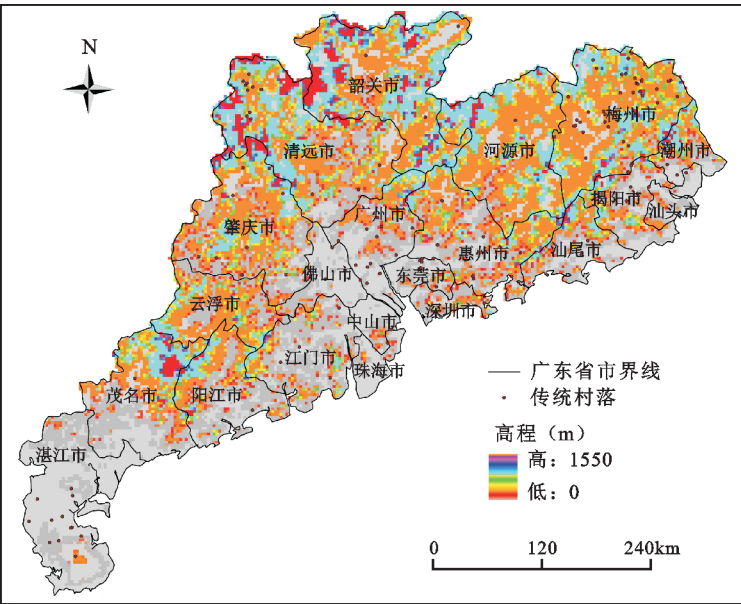 N
韶关市
清远市
河源市
梅州市
潮州市
揭阳市
汕头市
广州市
肇庆市
惠州市
汕尾市
佛山市
东莞市
云浮市
深圳市
中山市
江门市
珠海市
茂名市
阳江市
湛江市
广东省市界线
传统村落
高程（m）
高：1550
低：0
0 120 240km